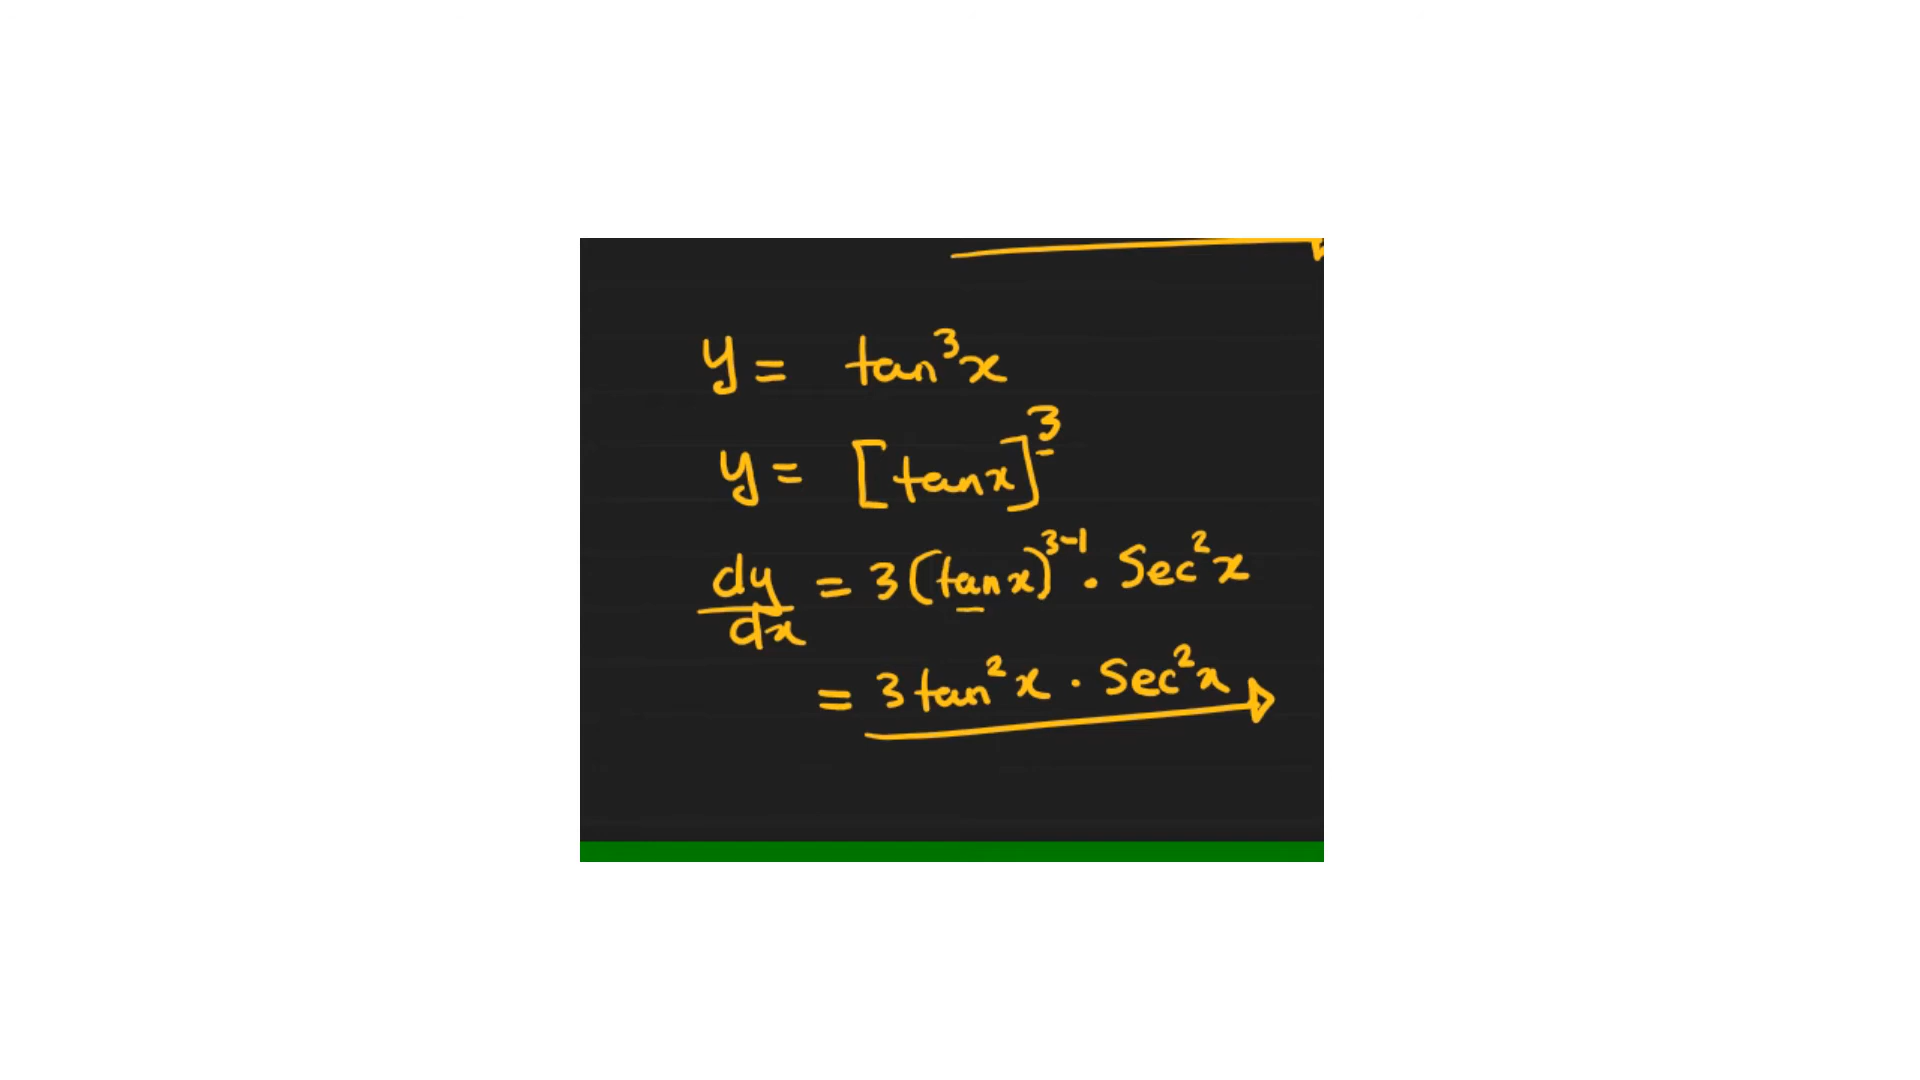 y = tan³x
y = [tanx]³
dy/dx = 3(tanx)³⁻¹ . Sec²x
= 3tan²x · Sec²x